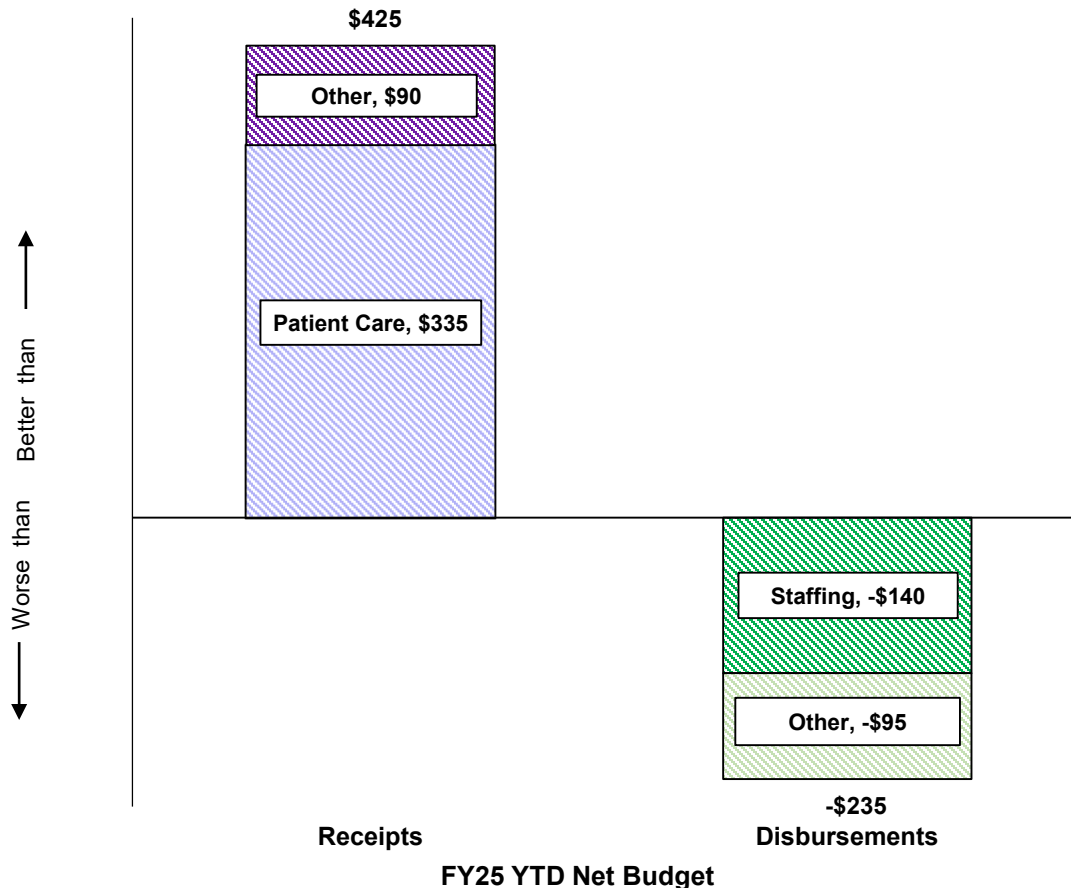 $425
Other, $90
Patient Care, $335
Better than
Worse than
Staffing, -$140
Other, -$95
-$235
Receipts
Disbursements
FY25 YTD Net Budget